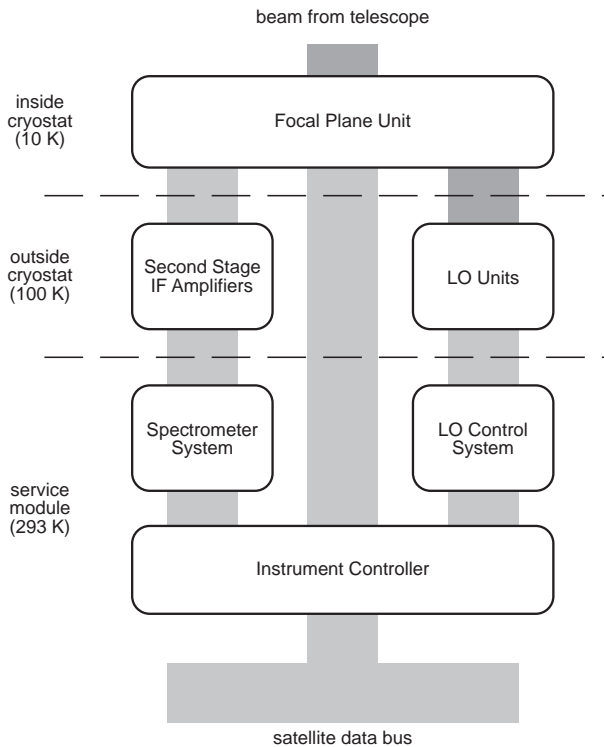 beam from telescope
inside
cryostat
(10 K)
Focal Plane Unit
outside
cryostat
(100 K)
Second Stage
IF Amplifiers
LO Units
Spectrometer
System
LO Control
System
service
module
(293 K)
Instrument Controller
satellite data bus